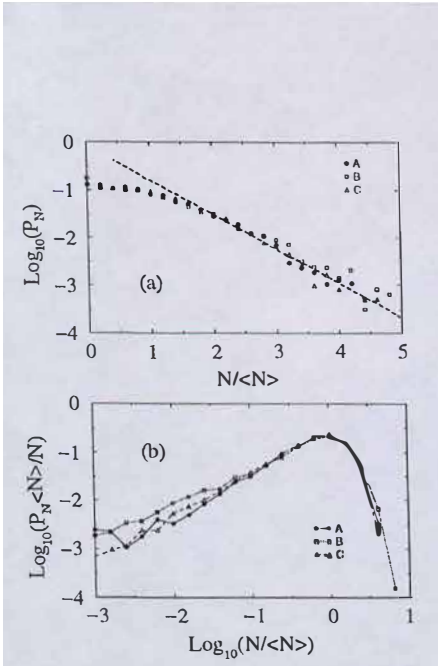 0
−1
−2
−3
−4
Log10(PN)
A
B
C
(a)
0 1 2 3 4 5
N/<N>
0
−1
−2
−3
−4
Log10(PN<N>/N)
(b)
A
B
C
−3 −2 −1 0 1
Log10(N/<N>)